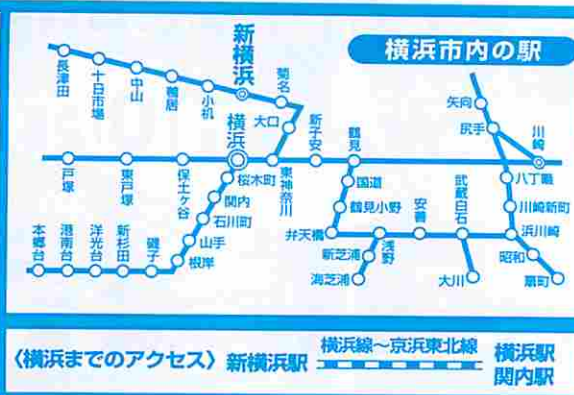 横浜市内の駅
長津田
十日市場
中山
鴨居
小机
新横浜
菊名
大口
横浜
新子安
鶴見
矢向
尻手
川崎
戸塚
東戸塚
保土ヶ谷
桜木町
東神奈川
国道
鶴見小野
弁天橋
浅野
新芝浦
海芝浦
安善
武蔵白石
大川
八丁畷
川崎新町
浜川崎
昭和
扇町
関内
石川町
山手
根岸
磯子
新杉田
洋光台
港南台
本郷台
〈横浜までのアクセス〉 新横浜駅 横浜線～京浜東北線 横浜駅
関内駅